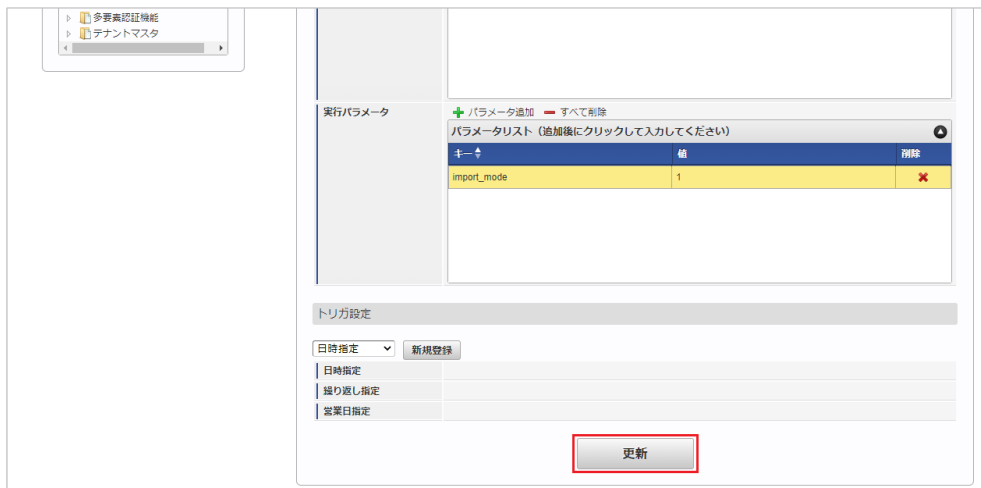 多要素認証機能
テナントマスタ
実行パラメータ
パラメータ追加 すべて削除
パラメータリスト（追加後にクリックして入力してください）
キー 値 削除
import_mode 1
トリガ設定
日時指定 新規登録
日時指定
繰り返し指定
営業日指定
更新